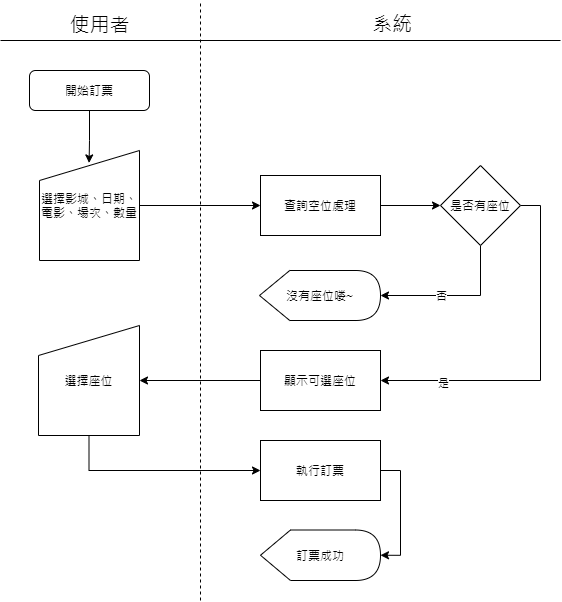 使用者
系統
開始訂票
選擇影城、日期、
電影、場次、數量
查詢空位處理
是否有座位
沒有座位喽~
否
選擇座位
顯示可選座位
是
執行訂票
訂票成功